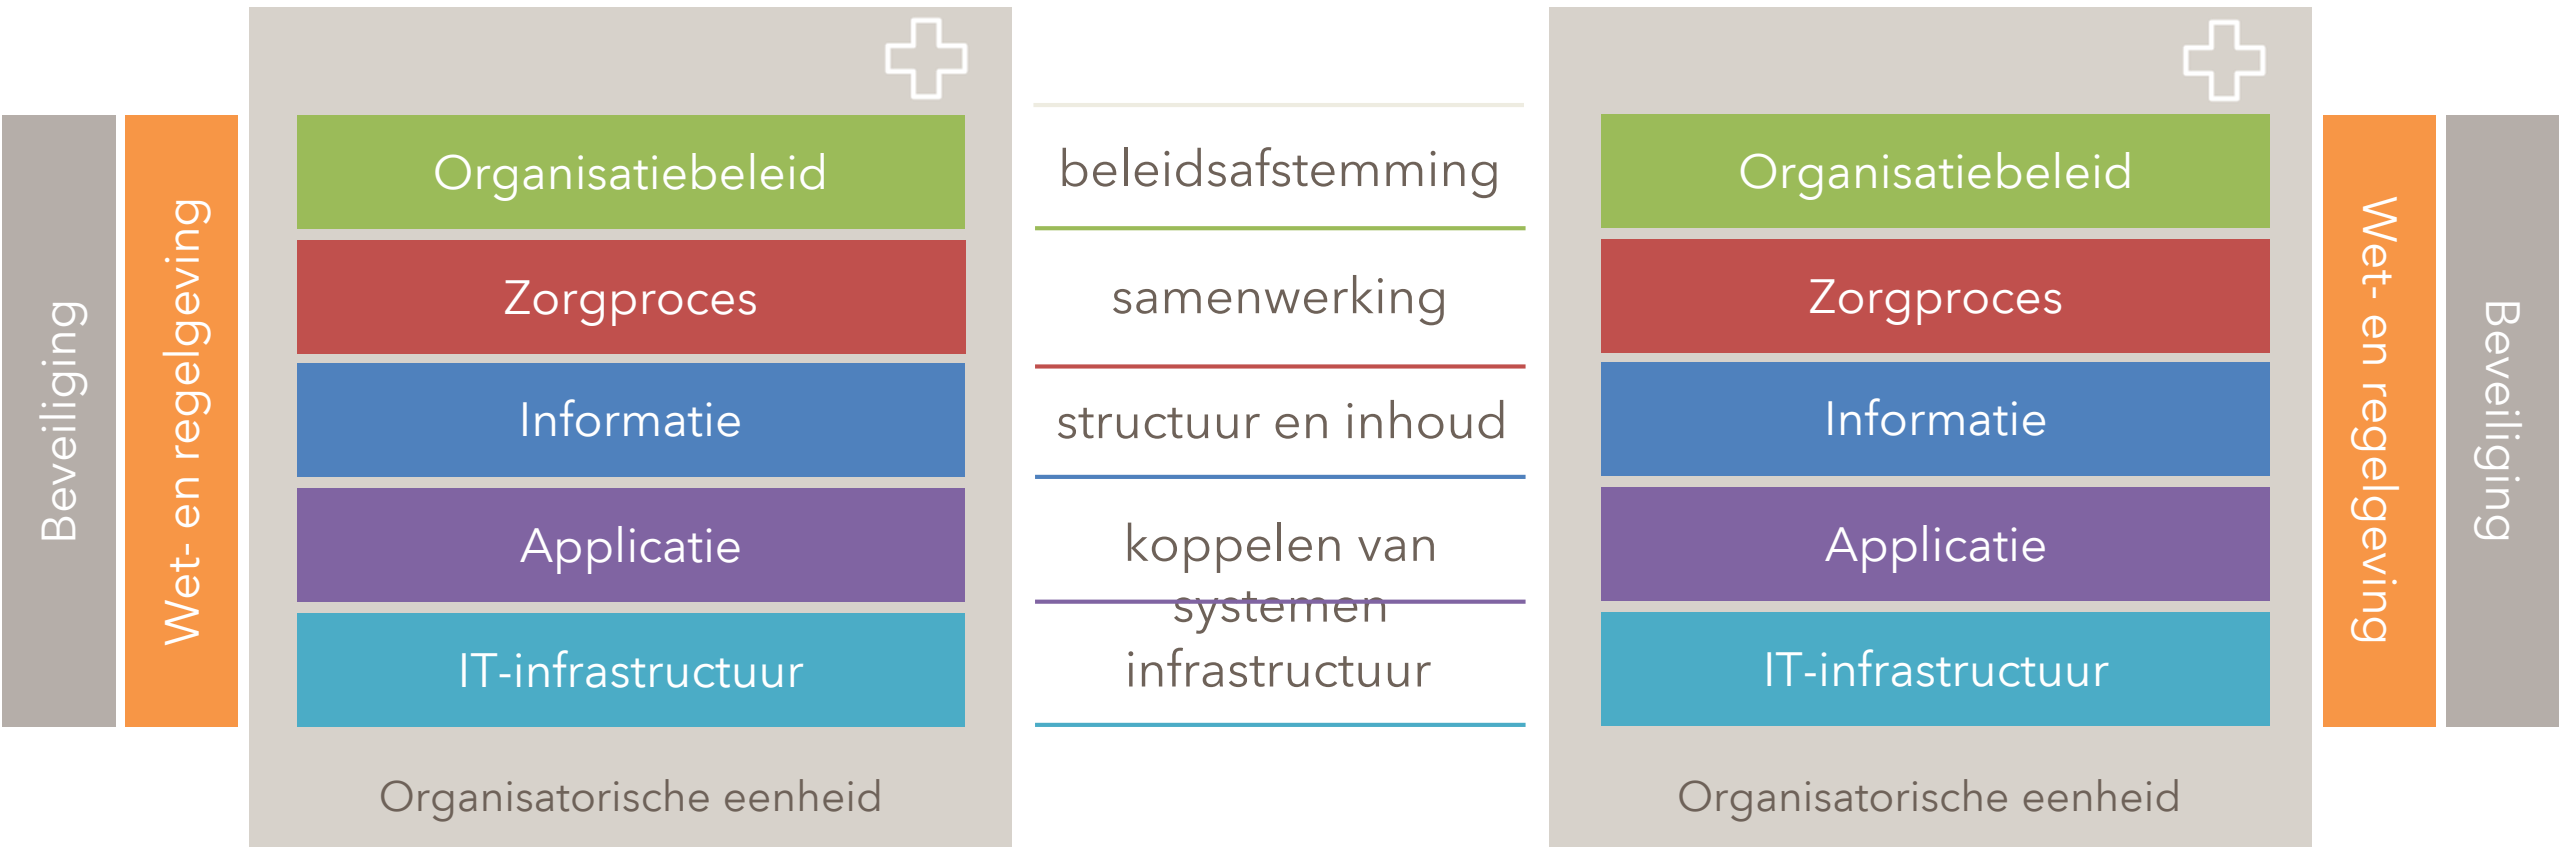 Beveiliging
Wet- en regelgeving
Organisatiebeleid
Zorgproces
Informatie
Applicatie
IT-infrastructuur
Organisatorische eenheid
beleidsafstemming
samenwerking
structuur en inhoud
koppelen van
systemen
infrastructuur
Organisatiebeleid
Zorgproces
Informatie
Applicatie
IT-infrastructuur
Organisatorische eenheid
Wet- en regelgeving
Beveiliging